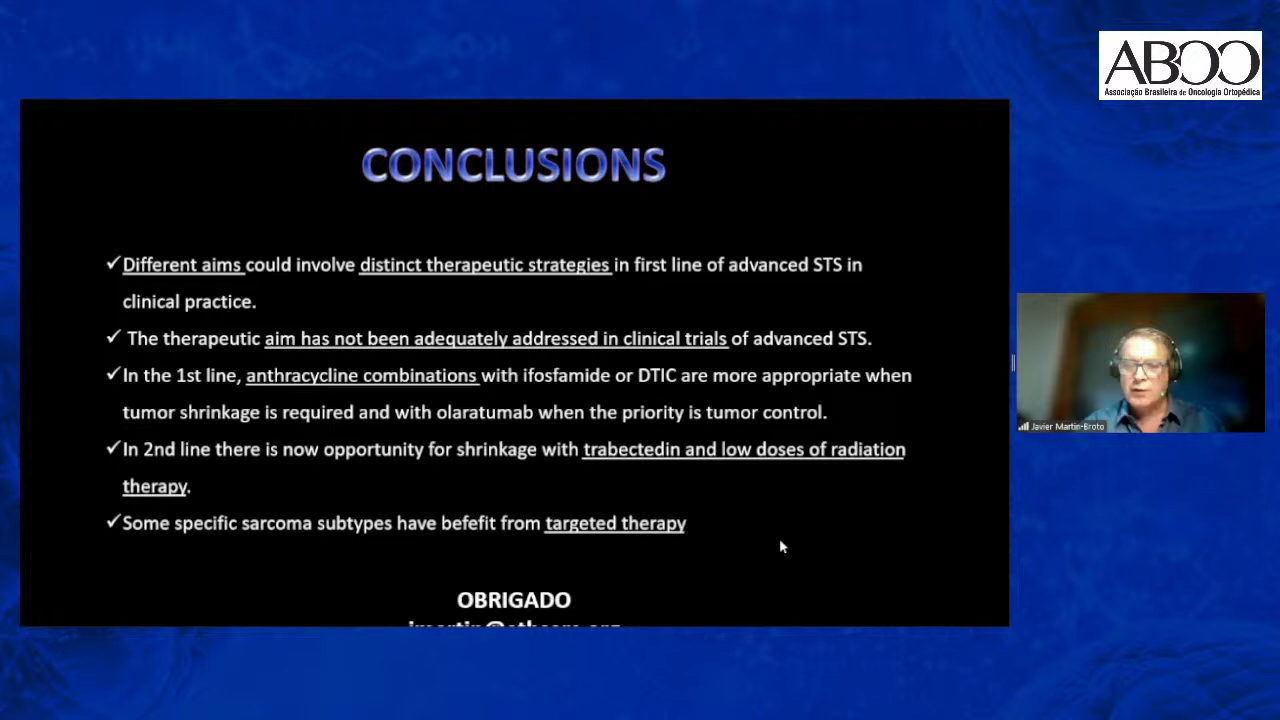 ABOO
Associação Brasileira de Oncologia Ortopédica
CONCLUSIONS
✓Different aims could involve distinct therapeutic strategies in first line of advanced STS in
clinical practice.
✓ The therapeutic aim has not been adequately addressed in clinical trials of advanced STS.
✓In the 1st line, anthracycline combinations with ifosfamide or DTIC are more appropriate when
tumor shrinkage is required and with olaratumab when the priority is tumor control.
✓In 2nd line there is now opportunity for shrinkage with trabectedin and low doses of radiation
therapy.
✓Some specific sarcoma subtypes have befefit from targeted therapy
OBRIGADO
Javier Martin-Broto